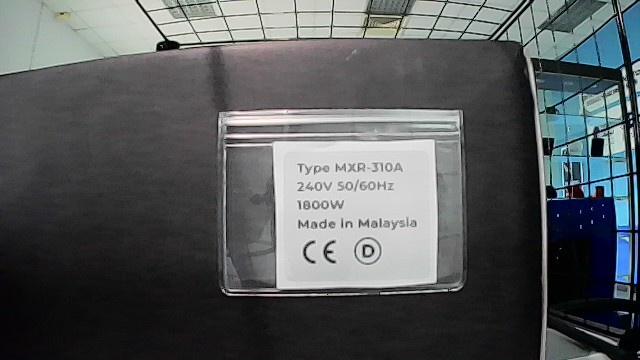 Type MXR-310A
240V 50/60Hz
1800W
Made in Malaysia
CE D